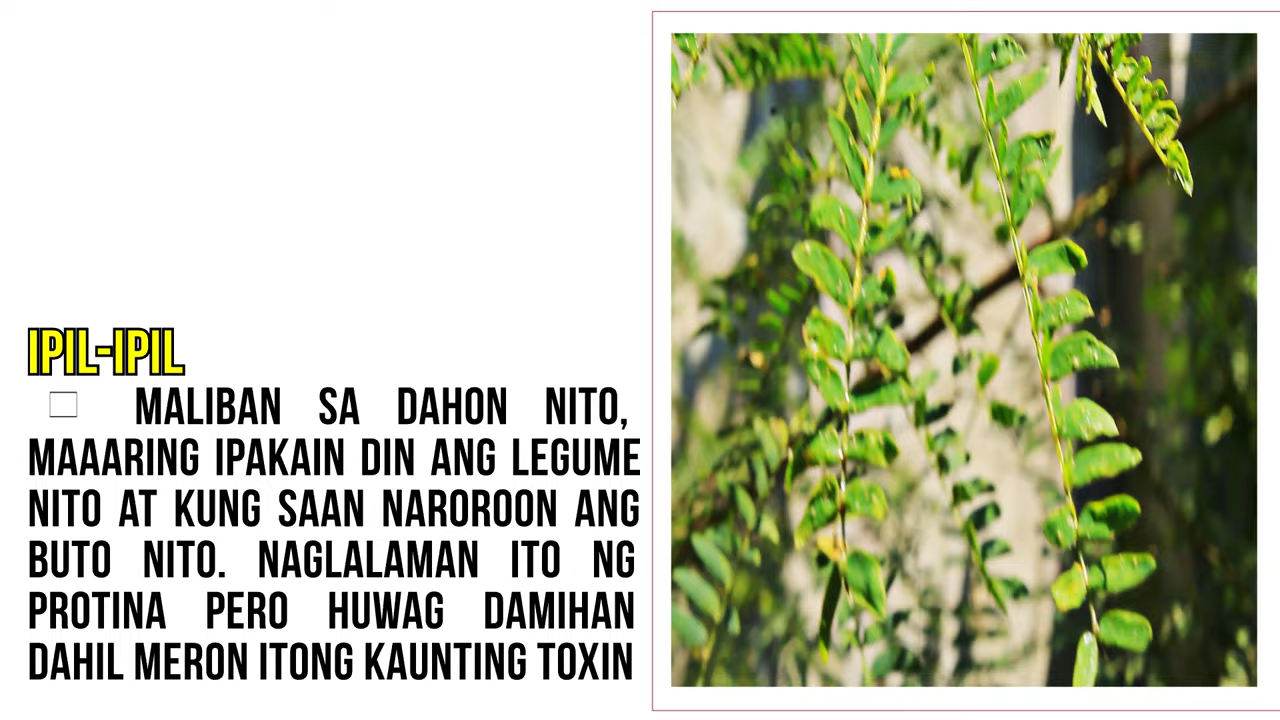 IPIL-IPIL
MALIBAN SA DAHON NITO,
MAAARING IPAKAIN DIN ANG LEGUME
NITO AT KUNG SAAN NAROROON ANG
BUTO NITO. NAGLALAMAN ITO NG
PROTINA PERO HUWAG DAMIHAN
DAHIL MERON ITONG KAUNTING TOXIN